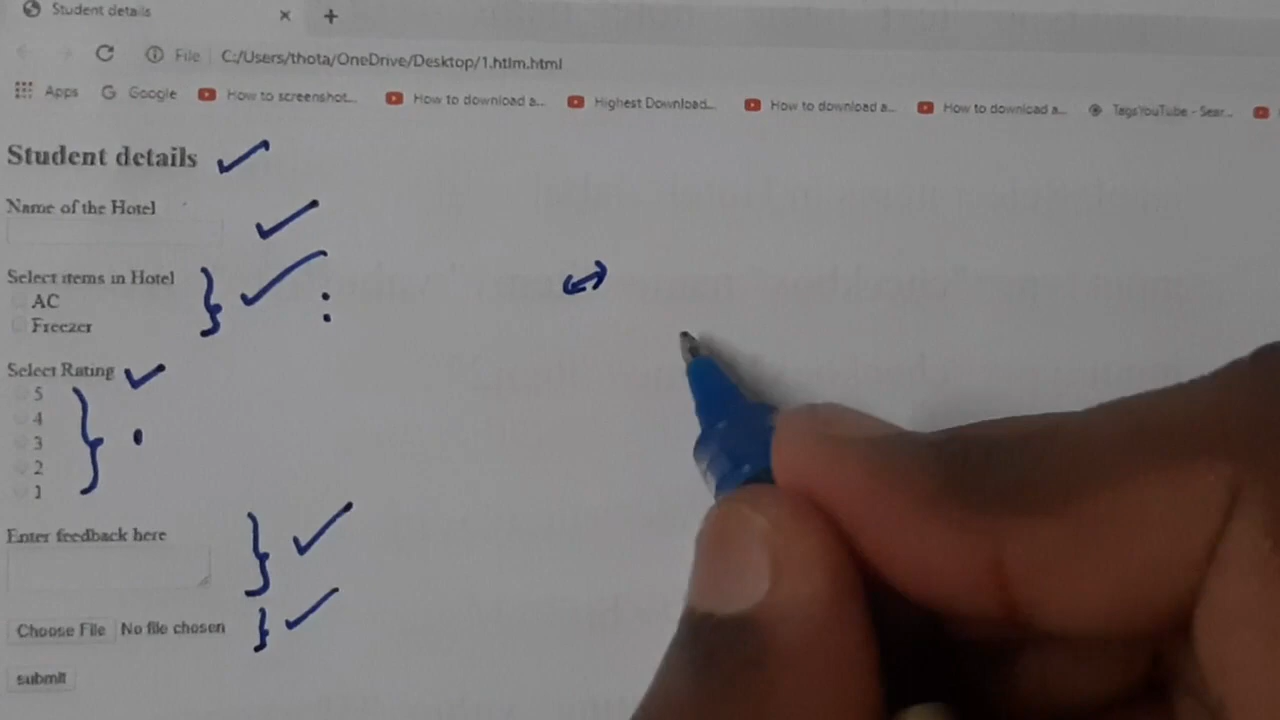 Student details
File C:/Users/thota/OneDrive/Desktop/1.htlm.html
Apps Google How to screenshot... How to download a... Highest Download... How to download a... How to download a... TagsYouTube - Sear...
Student details
Name of the Hotel
Select items in Hotel
AC
Freezer
Select Rating
5
4
3
2
1
Enter feedback here
Choose File No file chosen
submit